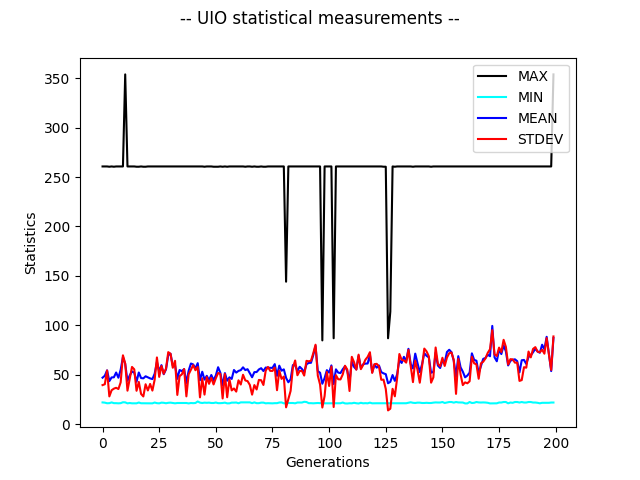 -- UIO statistical measurements --
MAX
MIN
MEAN
STDEV
350
300
250
200
150
100
50
0
Statistics
0 25 50 75 100 125 150 175 200
Generations